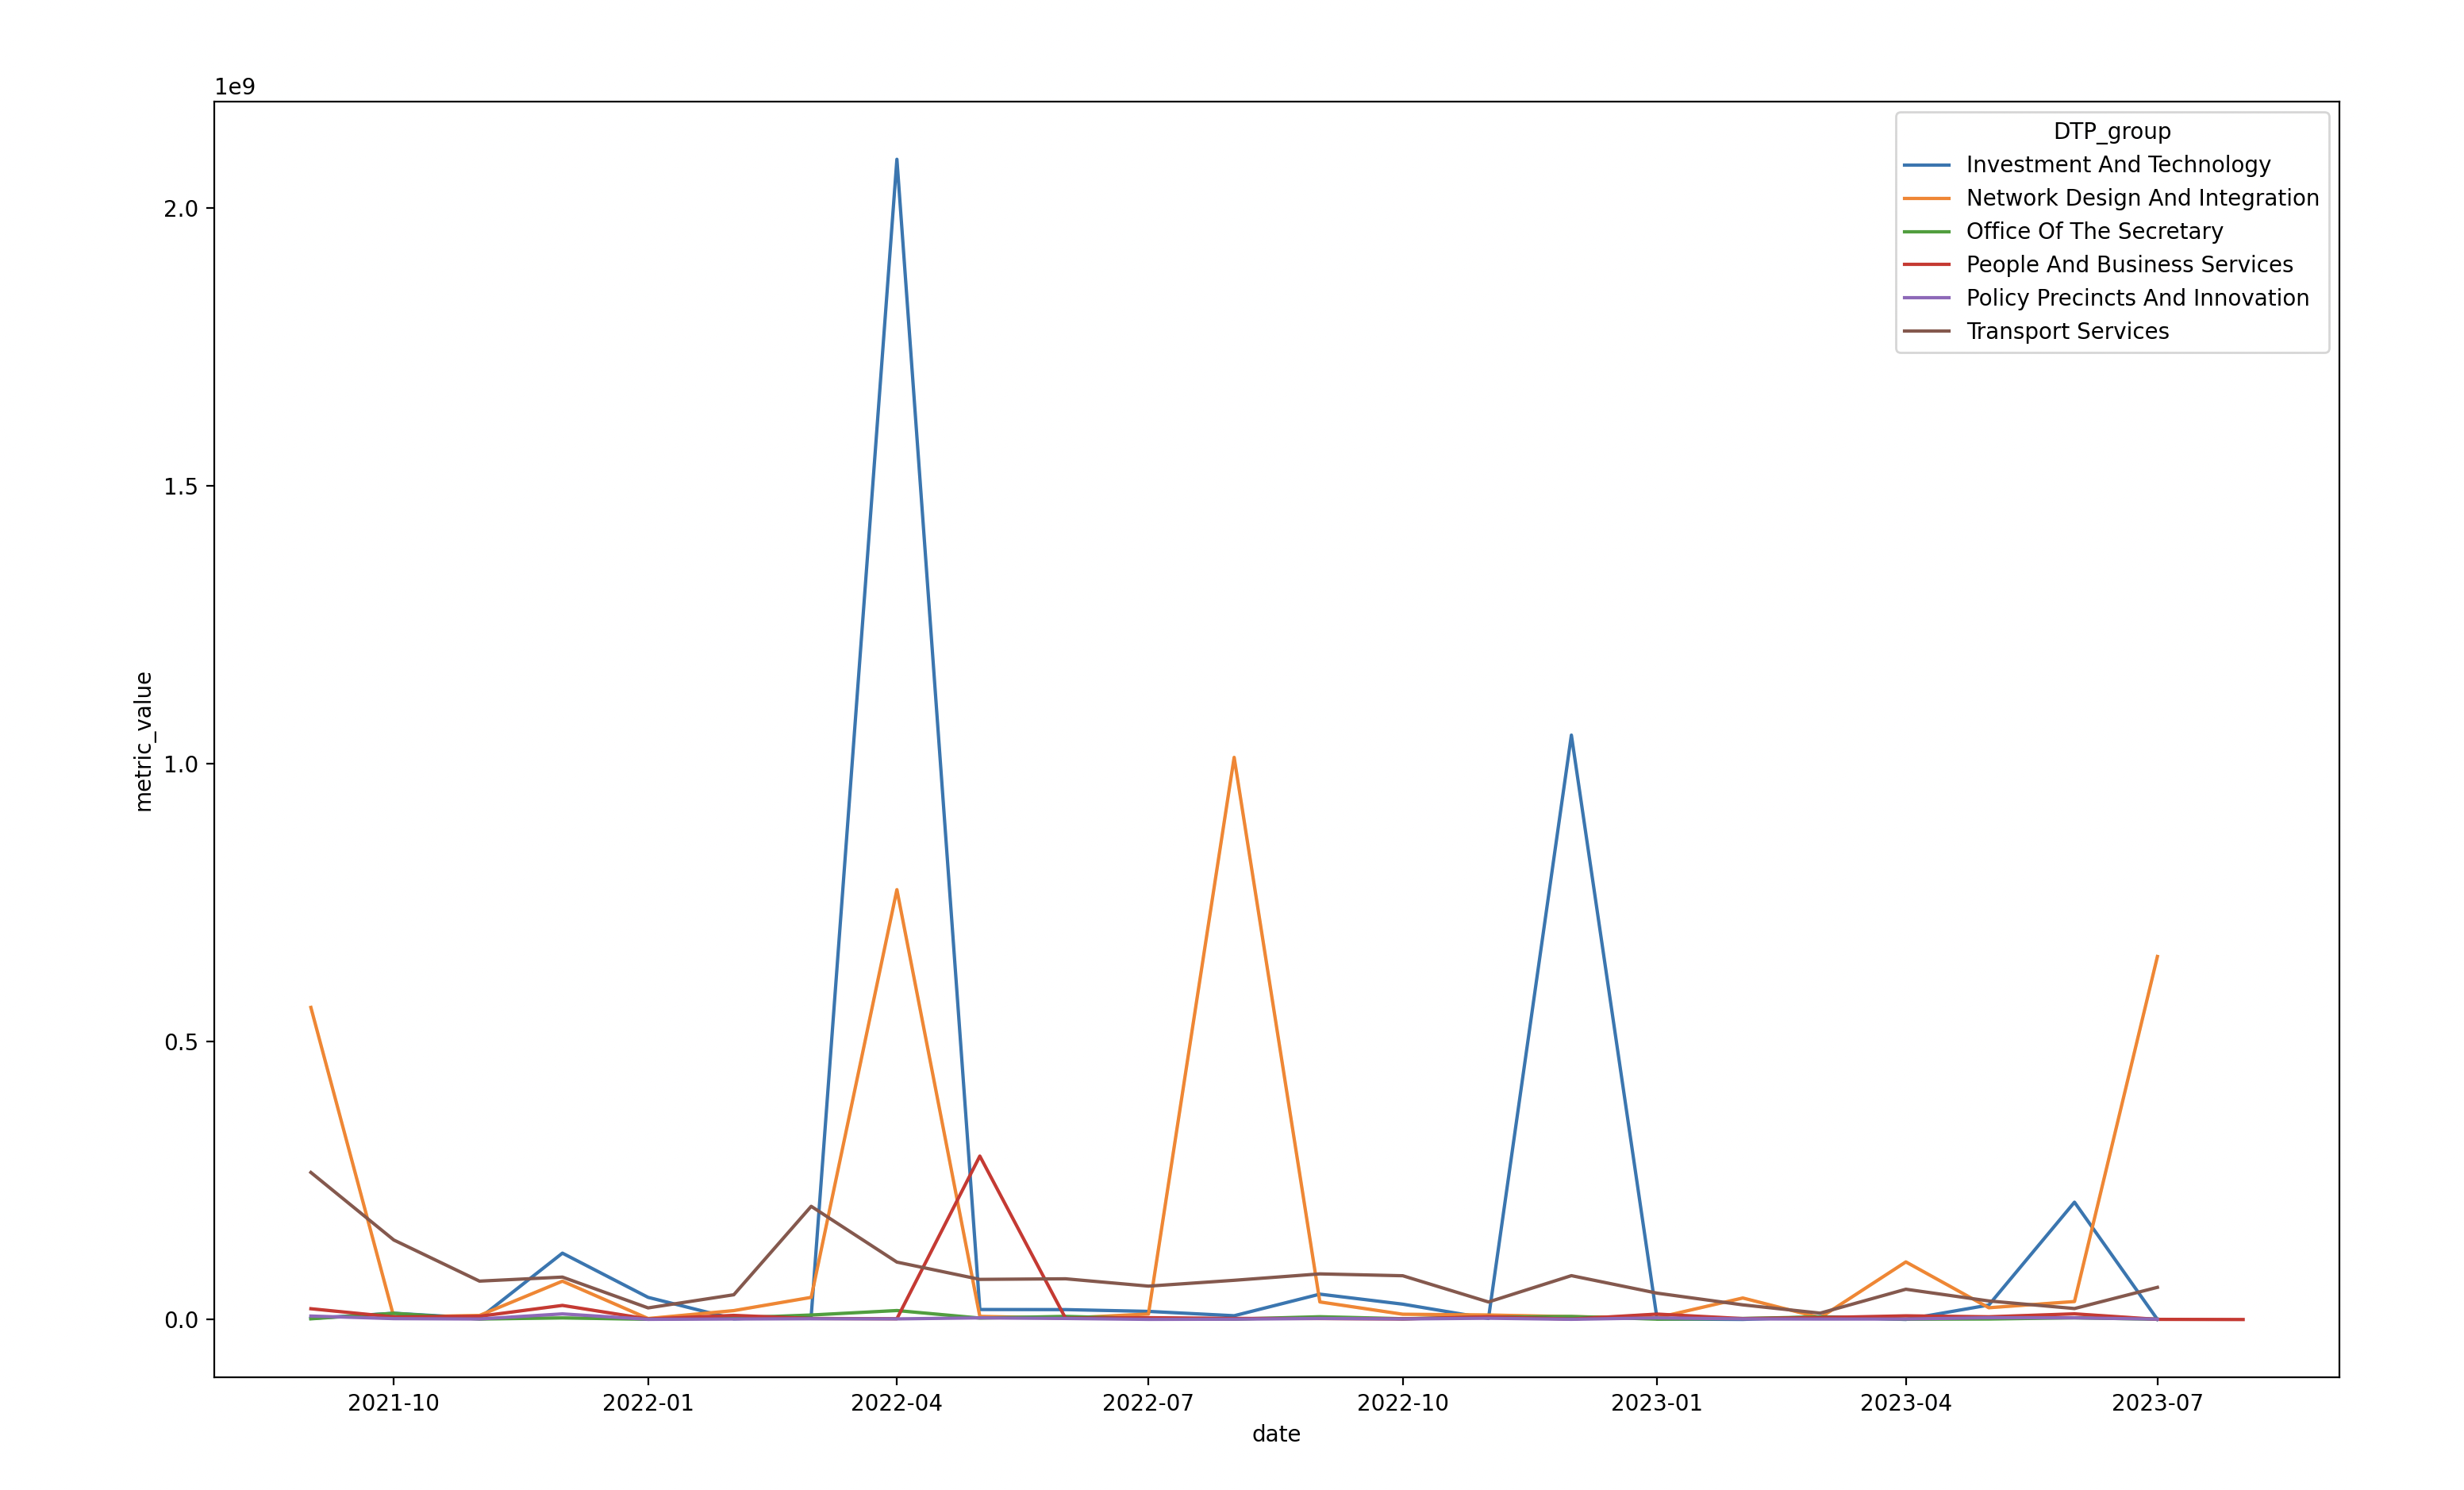 1e9
DTP_group
Investment And Technology
Network Design And Integration
Office Of The Secretary
People And Business Services
Policy Precincts And Innovation
Transport Services
2.0
1.5
1.0
0.5
0.0
metric_value
2021-10 2022-01 2022-04 2022-07 2022-10 2023-01 2023-04 2023-07
date